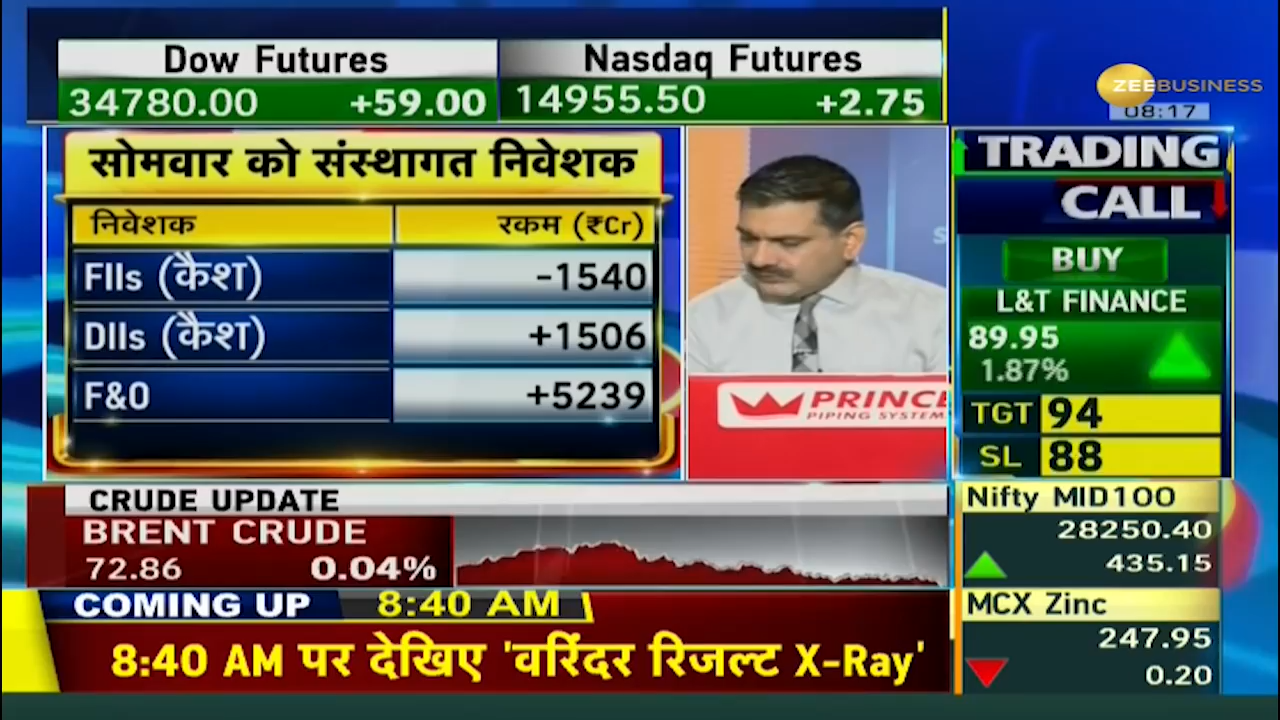 Dow Futures
34780.00 +59.00
Nasdaq Futures
14955.50 +2.75
ZEEBUSINESS
08:17
सोमवार को संस्थागत निवेशक
निवेशक रकम (₹Cr)
FIIs (कैश) -1540
DIIs (कैश) +1506
F&O +5239
PRINCE
PIPING SYSTEM
TRADING
CALL
BUY
L&T FINANCE
89.95
1.87%
TGT 94
SL 88
CRUDE UPDATE
BRENT CRUDE
72.86 0.04%
Nifty MID100
28250.40
435.15
MCX Zinc
247.95
0.20
COMING UP 8:40 AM
8:40 AM पर देखिए 'वरिंदर रिजल्ट X-Ray'